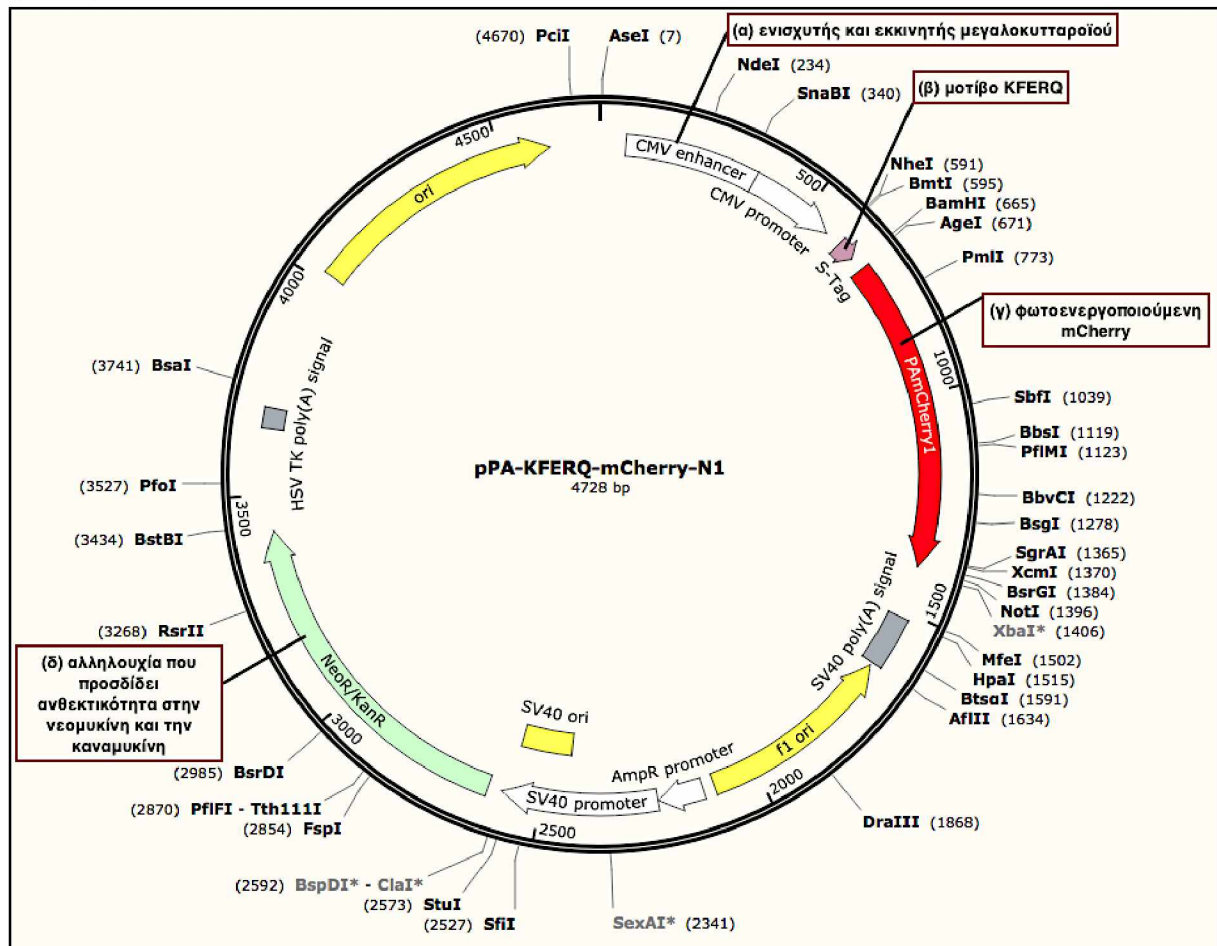 (4670) PciI
AseI (7)
(α) ενισχυτής και εκκινητής μεγαλοκυτταροϊού
NdeI (234)
SnaBI (340)
(β) μοτίβο KFERQ
4500
CMV enhancer
500
NheI (591)
BmtI (595)
BamHI (665)
AgeI (671)
ori
CMV promoter
PmlI (773)
S-Tag
4000
(γ) φωτοενεργοποιούμενη
mCherry
(3741) BsaI
HSV TK poly(A) signal
PAmCherry1
1000
SbfI (1039)
BbsI (1119)
PflMI (1123)
pPA-KFERQ-mCherry-N1
4728 bp
(3527) PfoI
3500
BbvCI (1222)
BsgI (1278)
(3434) BstBI
SgrAI (1365)
XcmI (1370)
BsrGI (1384)
NotI (1396)
XbaI* (1406)
1500
SV40 poly(A) signal
(3268) RsrII
MfeI (1502)
HpaI (1515)
BtsαI (1591)
AflII (1634)
(δ) αλληλουχία που
προσδίδει
ανθεκτικότητα στην
νεομυκίνη και την
καναμυκίνη
NeoR/KanR
3000
SV40 ori
f1 ori
AmpR promoter
2000
SV40 promoter
2500
(2985) BsrDI
(2870) PflFI - Tth111I
(2854) FspI
DraIII (1868)
(2592) BspDI* - ClaI*
(2573) StuI
(2527) SfiI
SexAI* (2341)